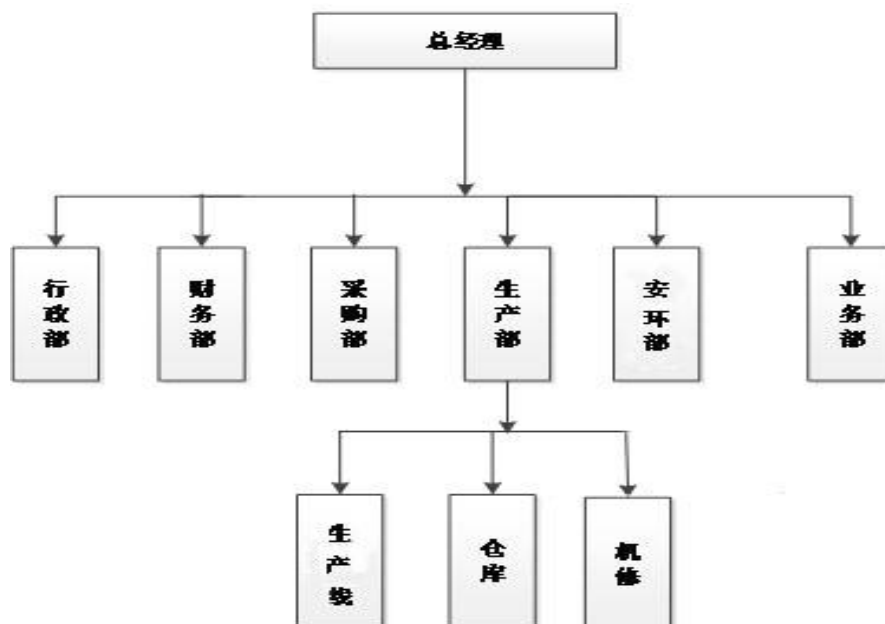 总经理
行政部
财务部
采购部
生产部
安环部
业务部
生产线
仓库
机修